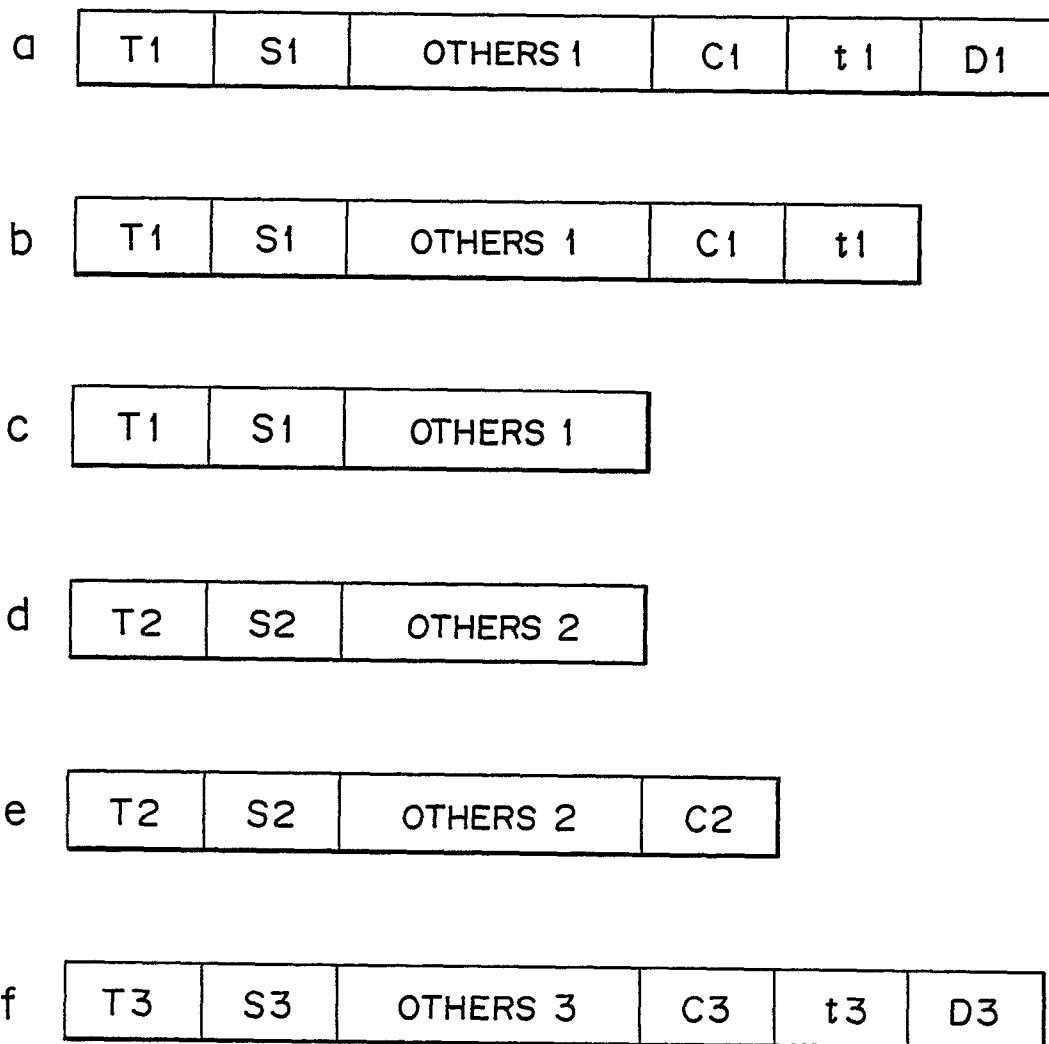 a T1 S1 OTHERS 1 C1 t1 D1
b T1 S1 OTHERS 1 C1 t1
c T1 S1 OTHERS 1
d T2 S2 OTHERS 2
e T2 S2 OTHERS 2 C2
f T3 S3 OTHERS 3 C3 t3 D3